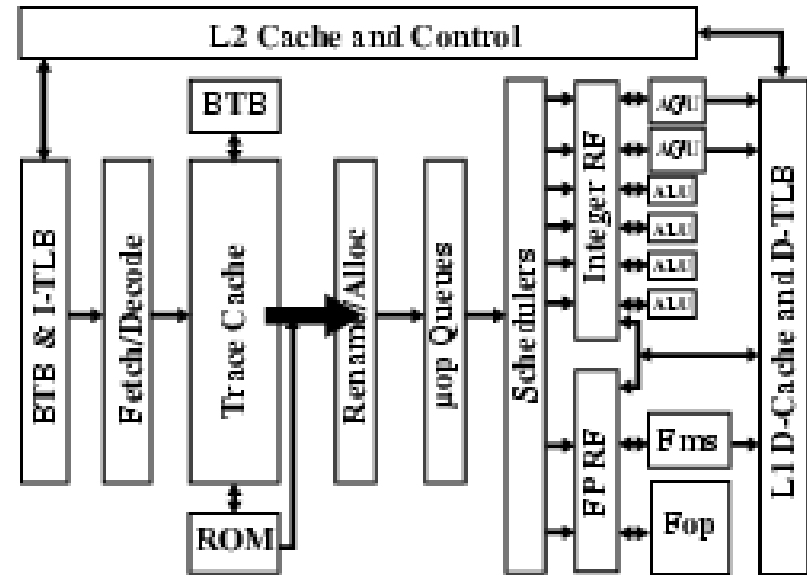 L2 Cache and Control
BTB
BTB & I-TLB
Fetch/Decode
Trace Cache
ROM
Rename/Alloc
µop Queues
Schedulers
Integer RF
FP RF
AGU
AGU
ALU
ALU
ALU
ALU
Fms
Fop
L1 D-Cache and D-TLB